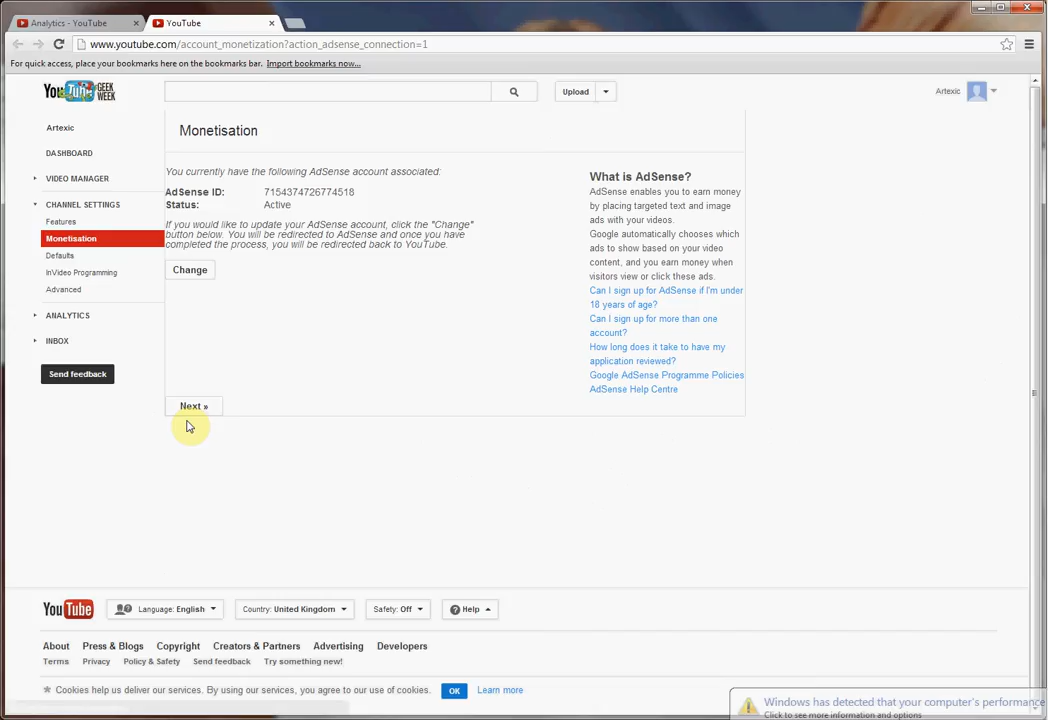 Analytics - YouTube
YouTube
www.youtube.com/account_monetization?action_adsense_connection=1
For quick access, place your bookmarks here on the bookmarks bar. Import bookmarks now...
YouTube GEEK WEEK
Upload
Artexic
Artexic
DASHBOARD
VIDEO MANAGER
CHANNEL SETTINGS
Features
Monetisation
Defaults
InVideo Programming
Advanced
ANALYTICS
INBOX
Send feedback
Monetisation
You currently have the following AdSense account associated:
AdSense ID: 7154374726774518
Status: Active
If you would like to update your AdSense account, click the "Change"
button below. You will be redirected to AdSense and once you have
completed the process, you will be redirected back to YouTube.
Change
Next »
What is AdSense?
AdSense enables you to earn money
by placing targeted text and image
ads with your videos.
Google automatically chooses which
ads to show based on your video
content, and you earn money when
visitors view or click these ads.
Can I sign up for AdSense if I'm under
18 years of age?
Can I sign up for more than one
account?
How long does it take to have my
application reviewed?
Google AdSense Programme Policies
AdSense Help Centre
YouTube
Language: English
Country: United Kingdom
Safety: Off
Help
About Press & Blogs Copyright Creators & Partners Advertising Developers
Terms Privacy Policy & Safety Send feedback Try something new!
Cookies help us deliver our services. By using our services, you agree to our use of cookies. OK Learn more
Windows has detected that your computer's performance
Click to see more information and options